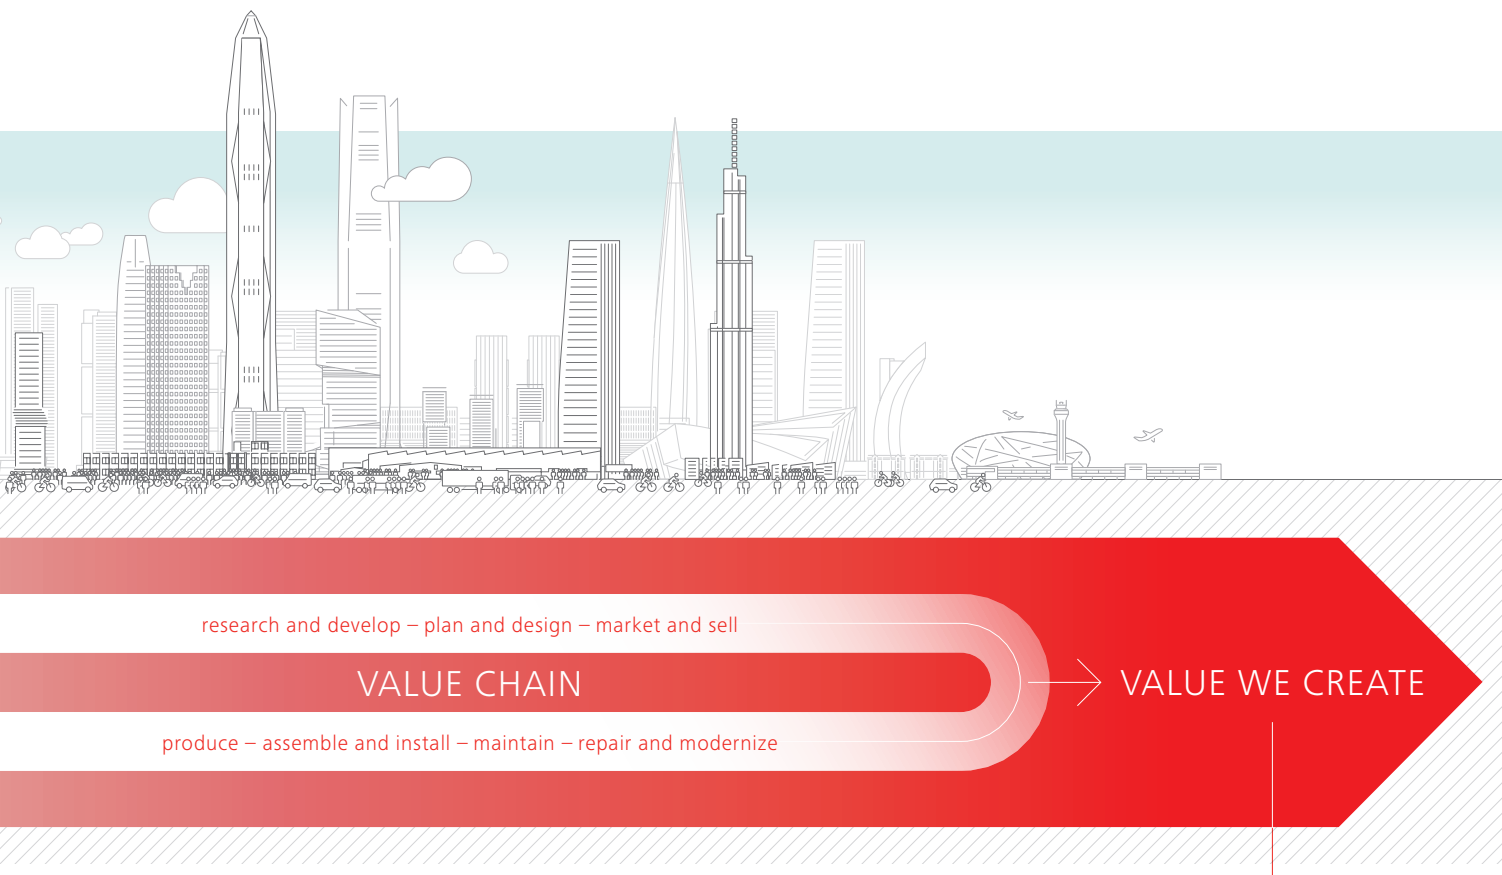 research and develop – plan and design – market and sell
VALUE CHAIN
VALUE WE CREATE
produce – assemble and install – maintain – repair and modernize